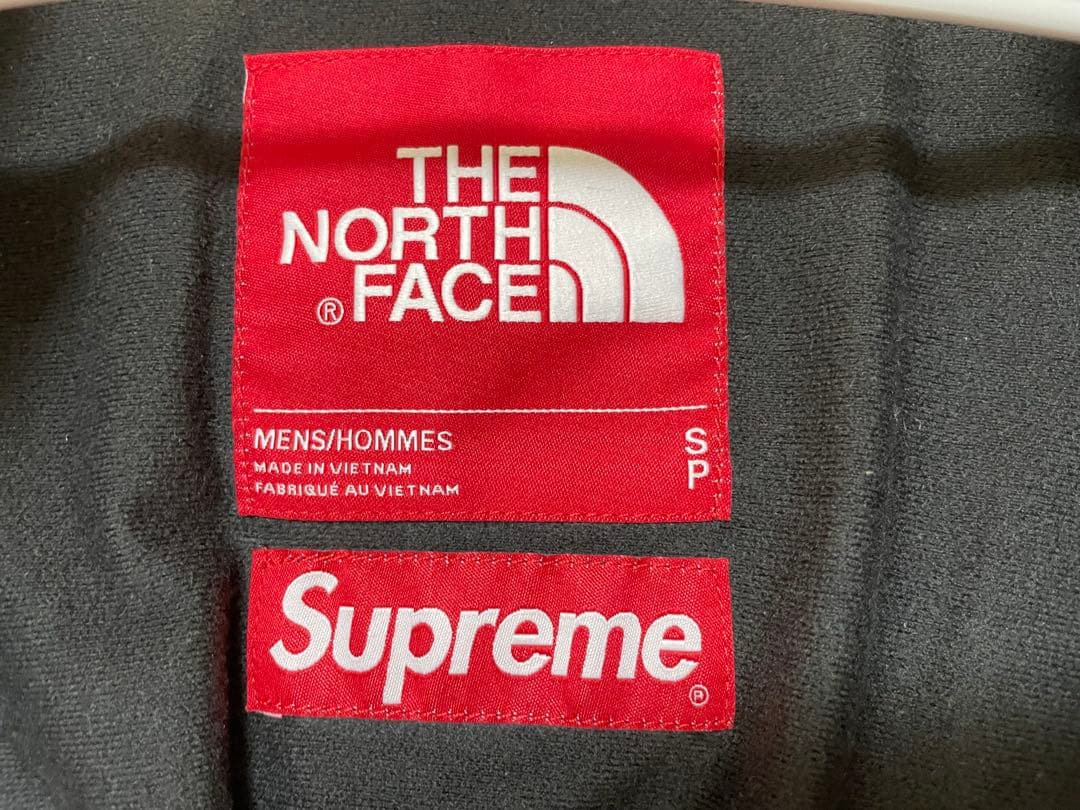 THE
NORTH
® FACE
MENS/HOMMES S
MADE IN VIETNAM P
FABRIQUÉ AU VIETNAM
Supreme ®